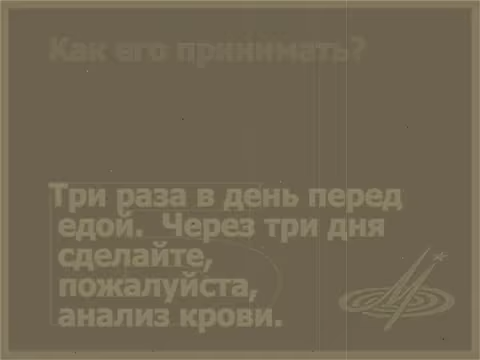 Как его принимать?
Три раза в день перед
едой. Через три дня
сделайте,
пожалуйста,
анализ крови.